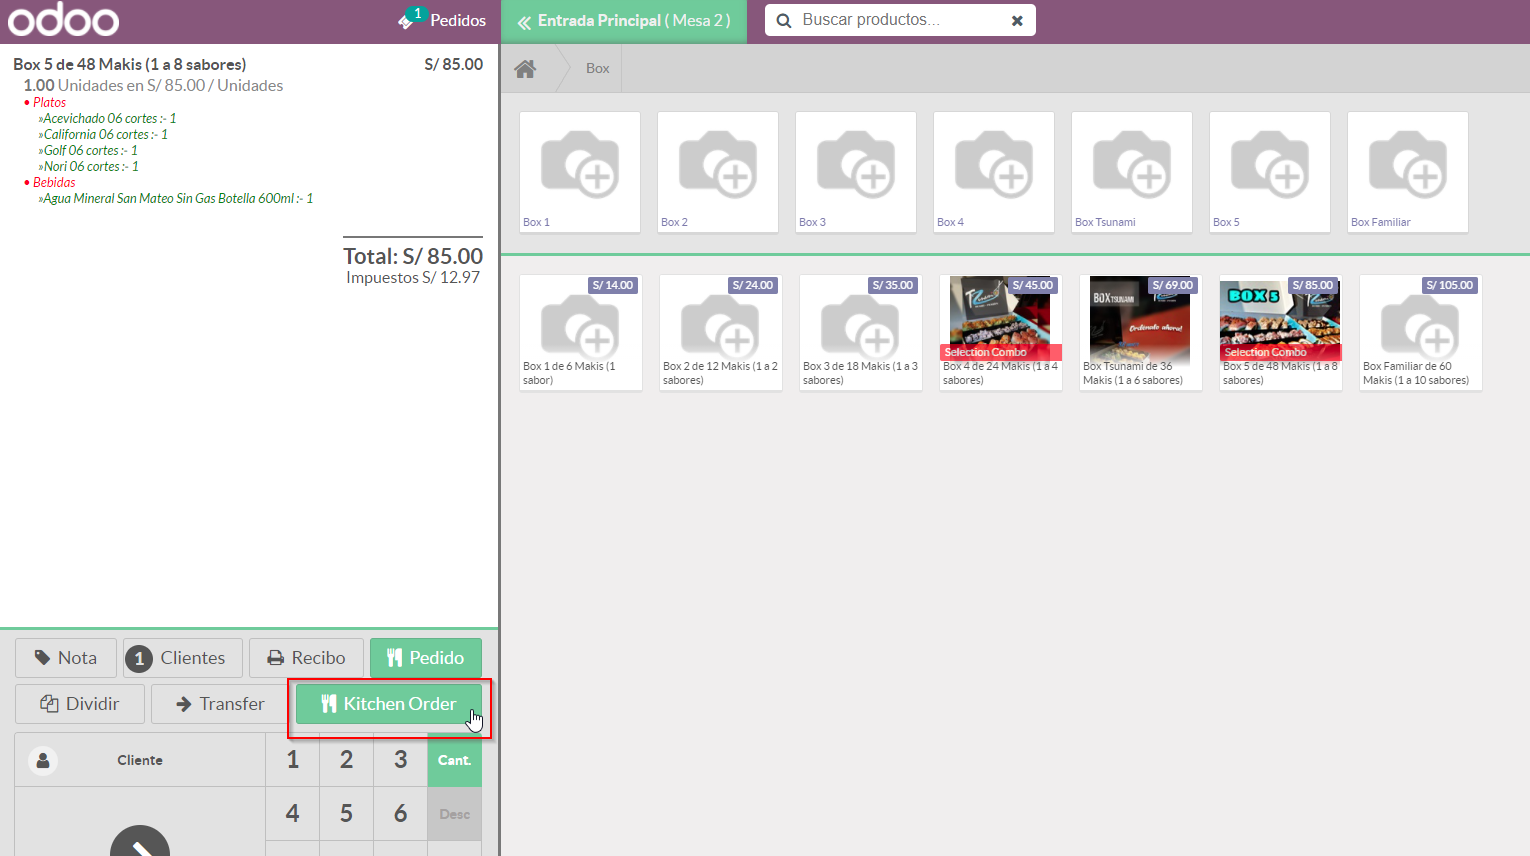 odoo
1
Pedidos
Entrada Principal ( Mesa 2 )
Buscar productos...
Box 5 de 48 Makis (1 a 8 sabores)
S/ 85.00
1.00 Unidades en S/ 85.00 / Unidades
• Platos
»Acevichado 06 cortes :- 1
»California 06 cortes :- 1
»Golf 06 cortes :- 1
»Nori 06 cortes :- 1
• Bebidas
»Agua Mineral San Mateo Sin Gas Botella 600ml :- 1
Total: S/ 85.00
Impuestos S/ 12.97
Nota
1 Clientes
Recibo
Pedido
Dividir
Transfer
Kitchen Order
Cliente
1
2
3
Cant.
4
5
6
Desc
Box
Box 1
Box 2
Box 3
Box 4
Box Tsunami
Box 5
Box Familiar
S/ 14.00
Box 1 de 6 Makis (1
sabor)
S/ 24.00
Box 2 de 12 Makis (1 a 2
sabores)
S/ 35.00
Box 3 de 18 Makis (1 a 3
sabores)
S/ 45.00
Selection Combo
Box 4 de 24 Makis (1 a 4
sabores)
S/ 69.00
BOX TSUNAMI
Ordenalo ahora!
Box Tsunami de 36
Makis (1 a 6 sabores)
S/ 85.00
BOX 5
Selection Combo
Box 5 de 48 Makis (1 a 8
sabores)
S/ 105.00
Box Familiar de 60
Makis (1 a 10 sabores)